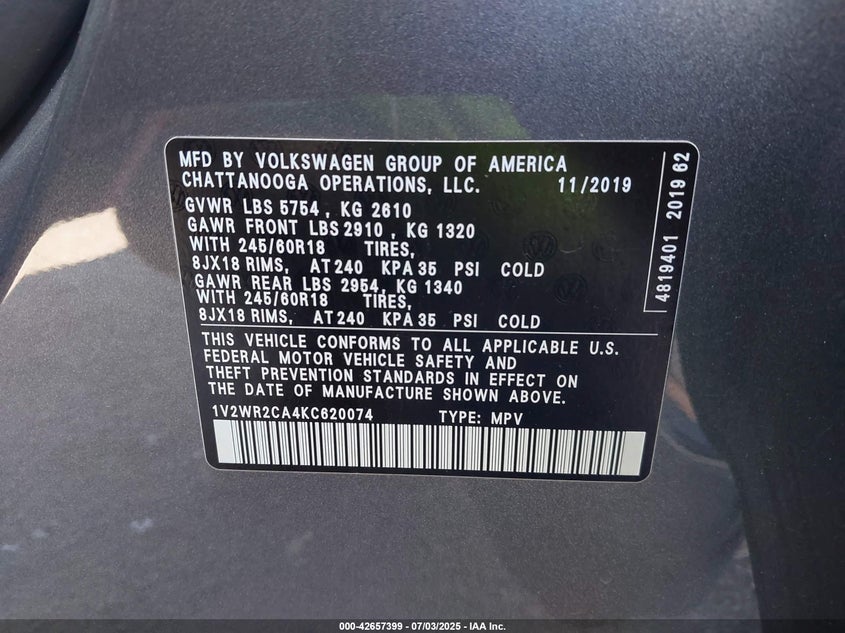 MFD BY VOLKSWAGEN GROUP OF AMERICA
CHATTANOOGA OPERATIONS, LLC. 11/2019
GVWR LBS 5754 , KG 2610
GAWR FRONT LBS 2910 , KG 1320
WITH 245/60R18 TIRES,
8JX18 RIMS, AT 240 KPA 35 PSI COLD
GAWR REAR LBS 2954, KG 1340
WITH 245/60R18 TIRES,
8JX18 RIMS, AT 240 KPA 35 PSI COLD
THIS VEHICLE CONFORMS TO ALL APPLICABLE U.S.
FEDERAL MOTOR VEHICLE SAFETY AND
THEFT PREVENTION STANDARDS IN EFFECT ON
THE DATE OF MANUFACTURE SHOWN ABOVE.
1V2WR2CA4KC620074 TYPE: MPV
4819401 2019 62
000-42657399 - 07/03/2025 - IAA Inc.